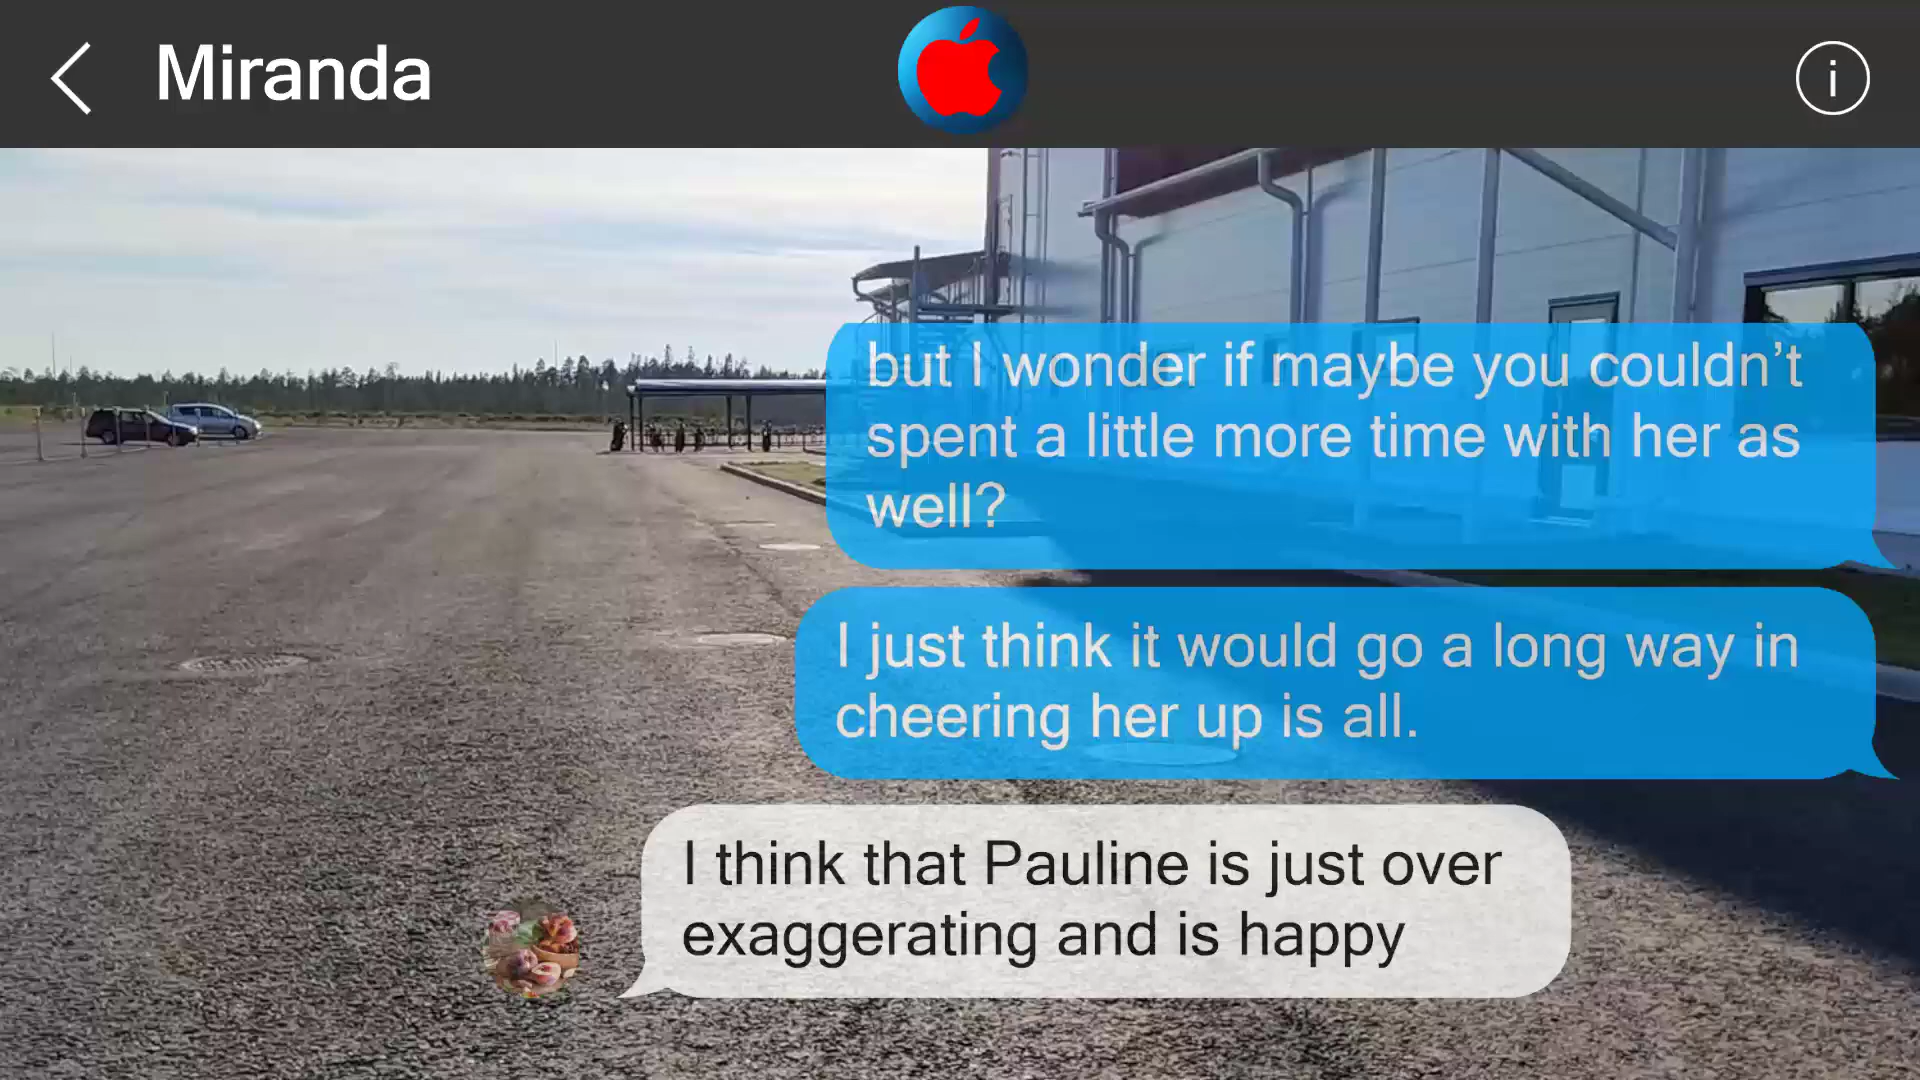 Miranda
i
but I wonder if maybe you couldn’t
spent a little more time with her as
well?
I just think it would go a long way in
cheering her up is all.
I think that Pauline is just over
exaggerating and is happy